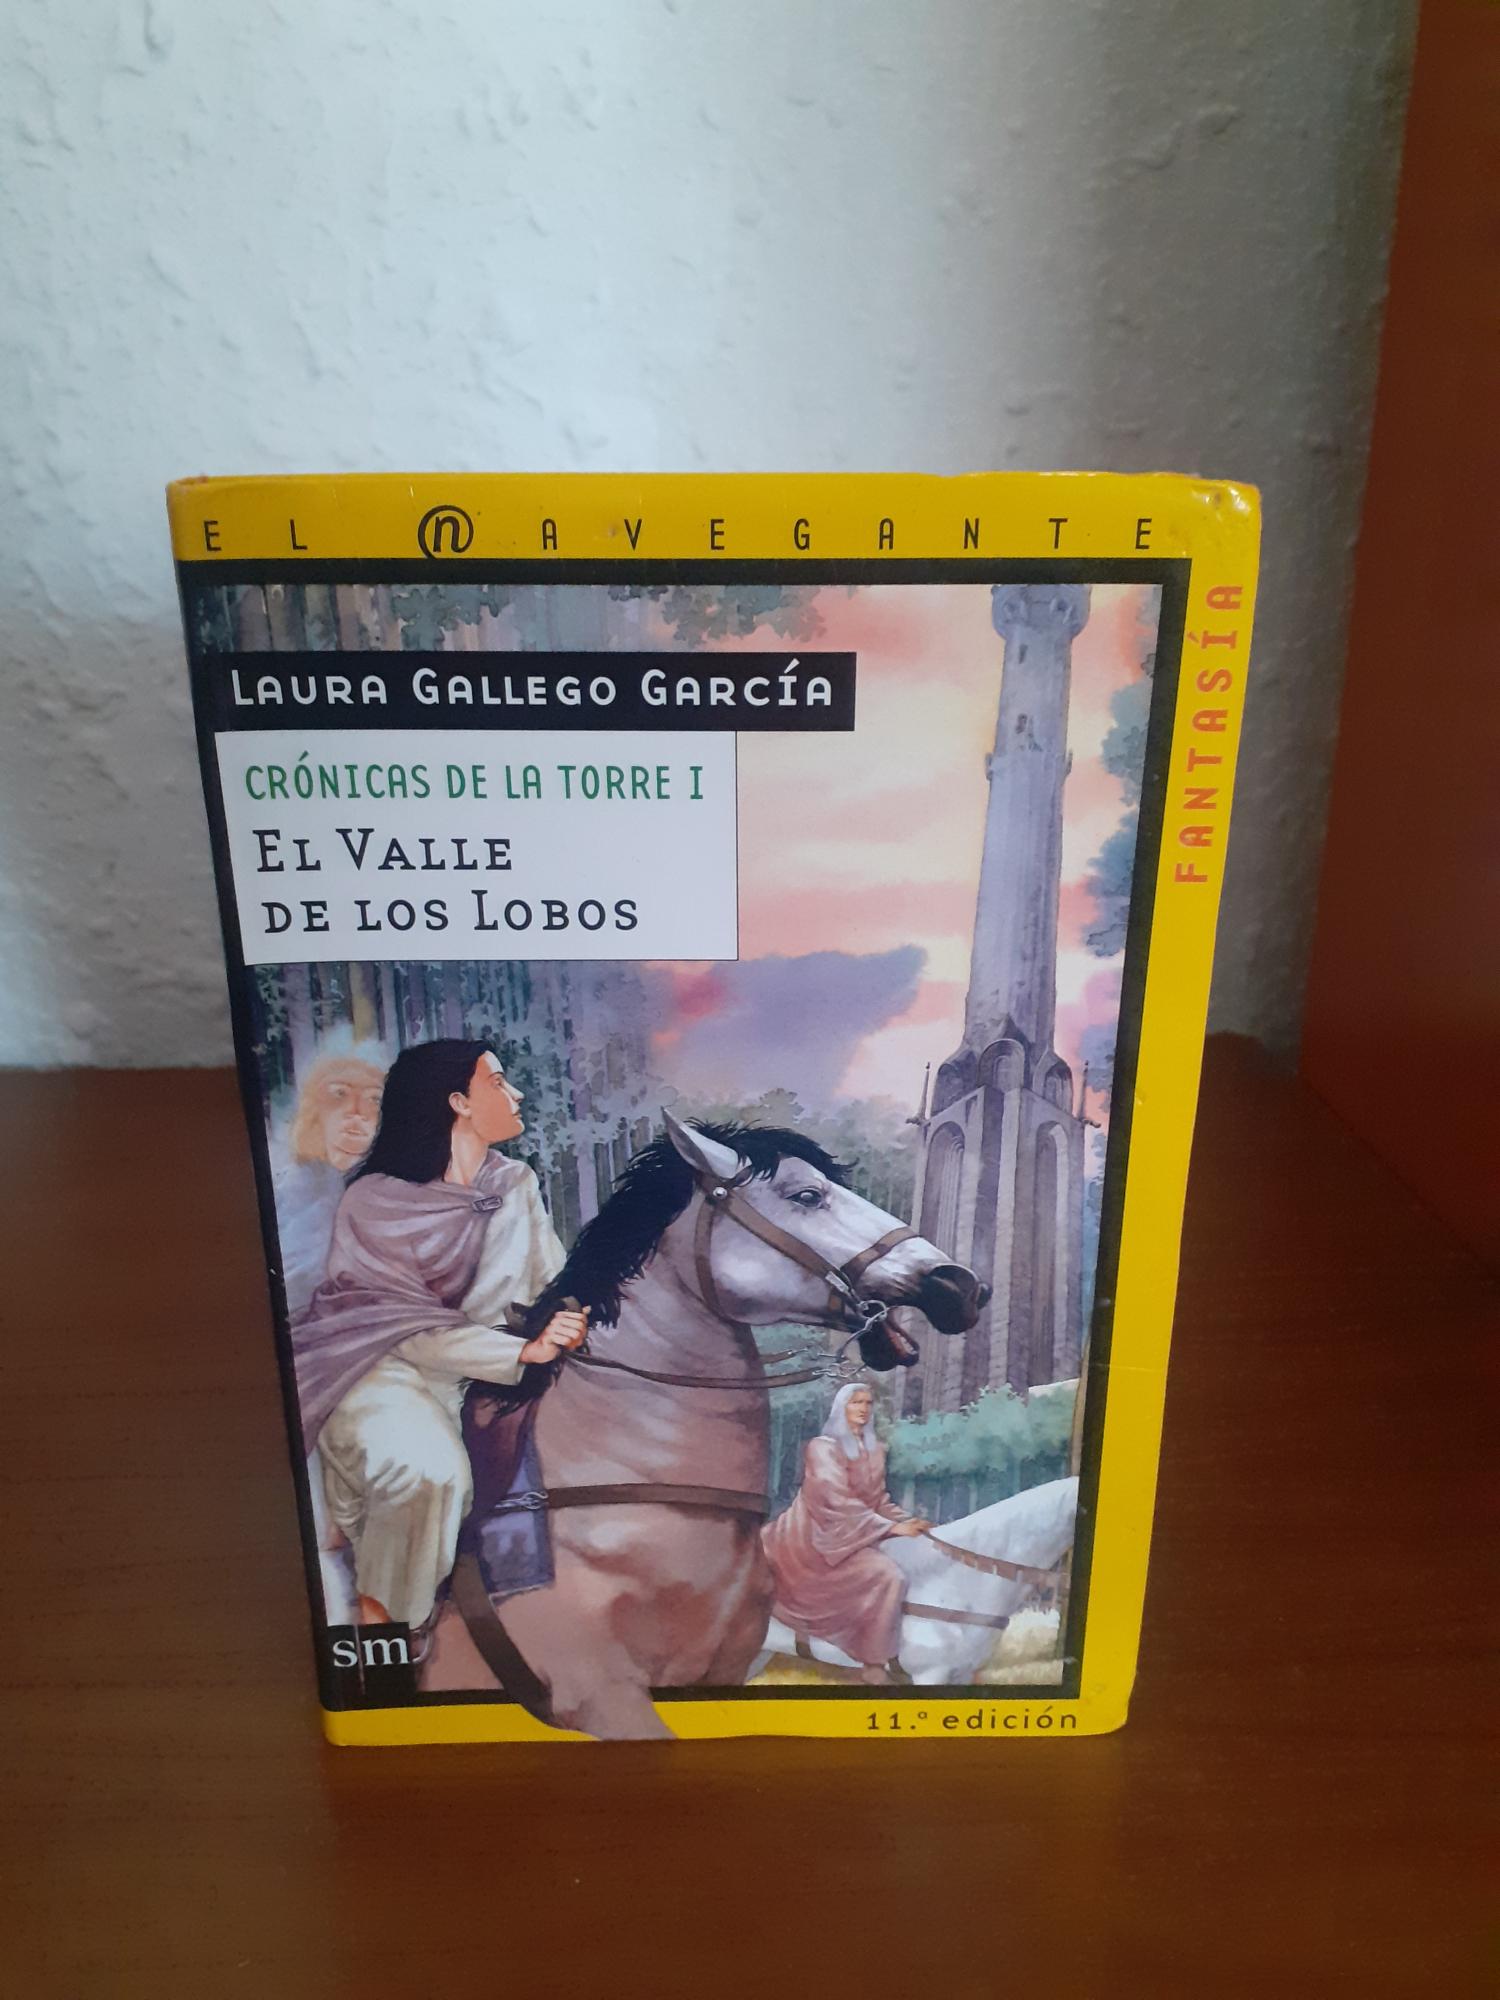 EL NAVEGANTE
FANTASÍA
LAURA GALLEGO GARCÍA
CRÓNICAS DE LA TORRE I
EL VALLE
DE LOS LOBOS
sm
11.ª edición